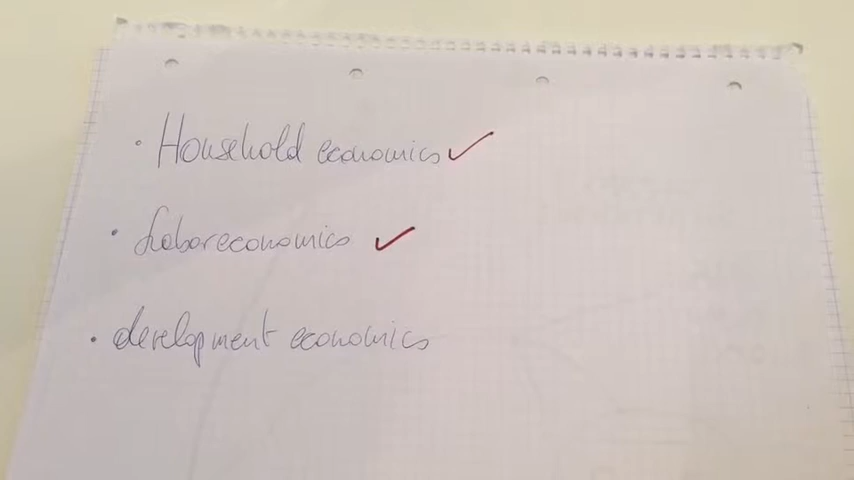 • Household economics ✓
• Laboreconomics ✓
• development economics